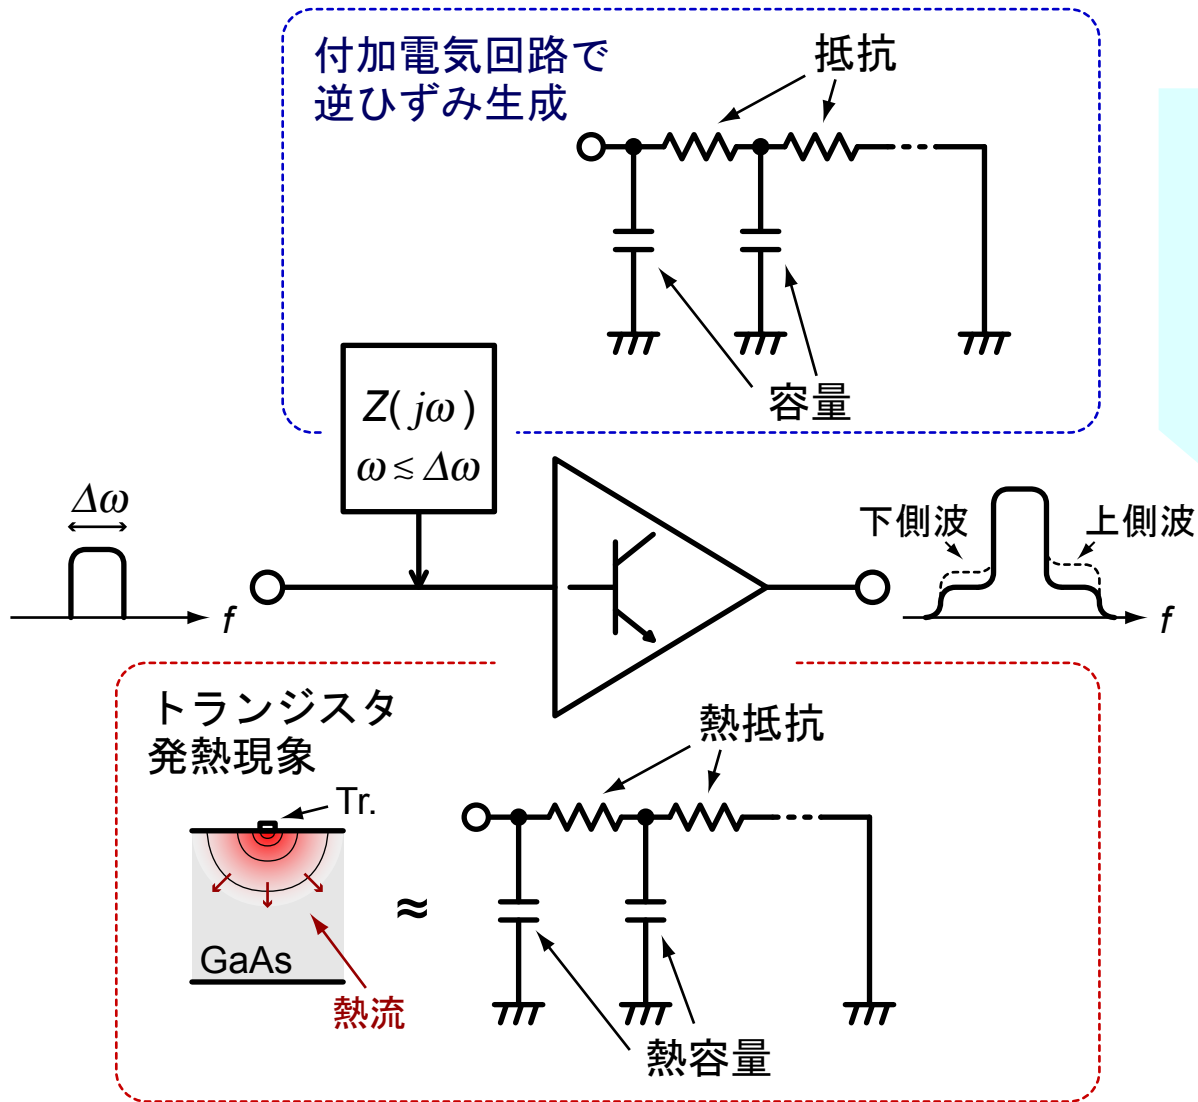 付加電気回路で
逆ひずみ生成
抵抗
容量
Z(jω)
ω≲Δω
Δω
f
下側波
上側波
f
トランジスタ
発熱現象
Tr.
GaAs
熱流
≈
熱抵抗
熱容量